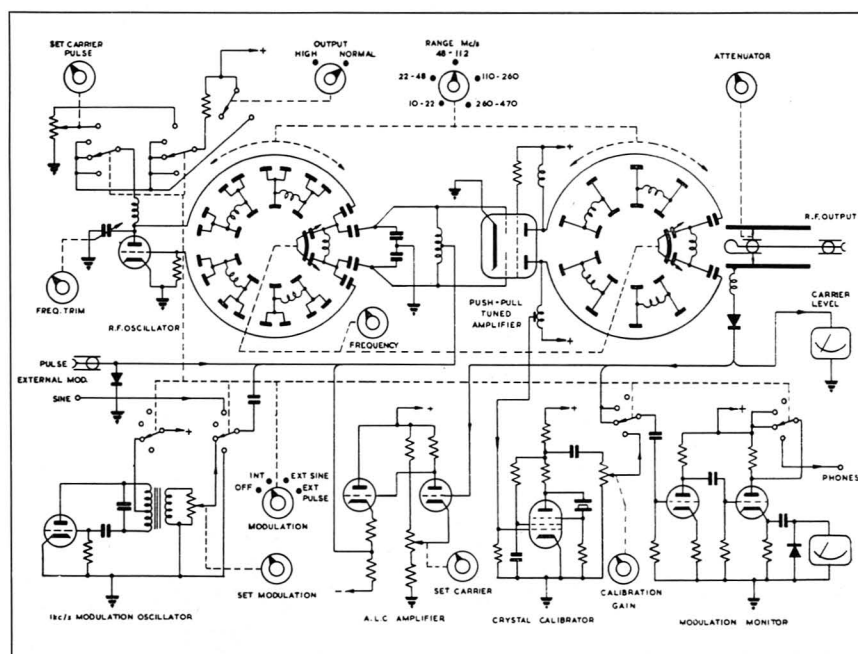 SET CARRIER
PULSE
OUTPUT
HIGH NORMAL
RANGE Mc/s
48-112
22-48 110-260
10-22 260-470
ATTENUATOR
R.F. OUTPUT
FREQ. TRIM
R.F. OSCILLATOR
FREQUENCY
PUSH-PULL
TUNED
AMPLIFIER
CARRIER
LEVEL
PULSE
EXTERNAL MOD.
SINE
INT EXT SINE
OFF EXT
PULSE
MODULATION
PHONES
SET MODULATION
SET CARRIER
CALIBRATION
GAIN
1kc/s MODULATION OSCILLATOR
A.L.C AMPLIFIER
CRYSTAL CALIBRATOR
MODULATION MONITOR